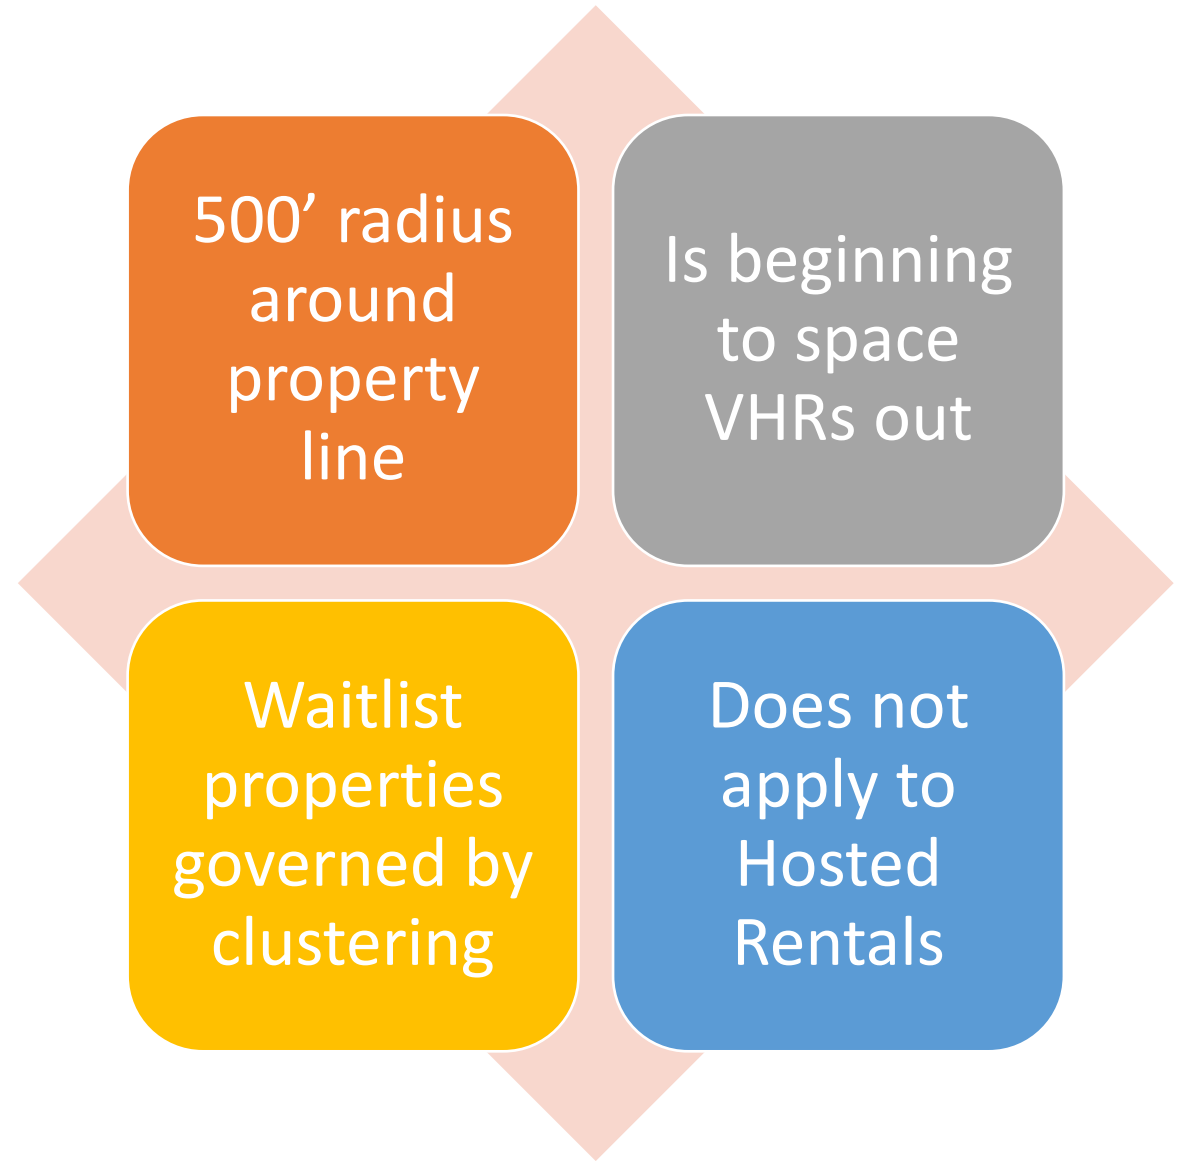 500’ radius
around
property
line
Is beginning
to space
VHRs out
Waitlist
properties
governed by
clustering
Does not
apply to
Hosted
Rentals